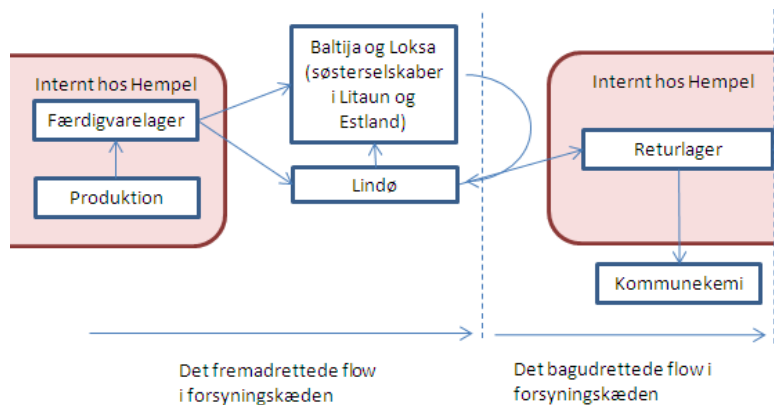 Internt hos Hempel
Færdigvarelager
Produktion
Baltija og Loksa
(søsterselskaber
i Litaun og
Estland)
Lindø
Internt hos Hempel
Returlager
Kommunekemi
Det fremadrettede flow
i forsyningskæden
Det bagudrettede flow i
forsyningskæden